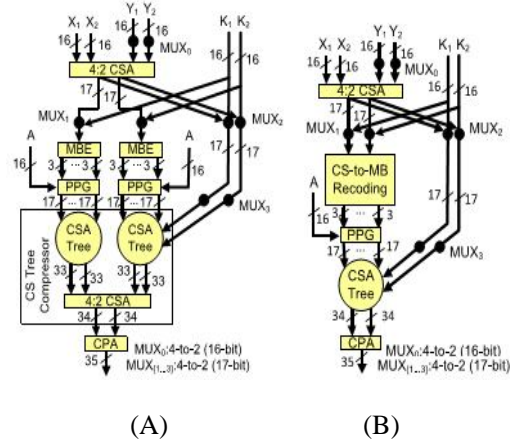 X1 X2 Y1 Y2 K1 K2
16 16 16 16 16 16
MUX0
4:2 CSA
17 17
MUX1 MUX2
A MBE MBE A
16 3 ... 3 3 ... 3 16
PPG PPG
17 17
17 ... 17 17 ... 17
MUX3
CSA Tree CSA Tree
CS Tree Compressor
33 33 33 33
4:2 CSA
34 34
CPA
35
MUX0:4-to-2 (16-bit)
MUX{1...3}:4-to-2 (17-bit)
(A)
X1 X2 Y1 Y2 K1 K2
16 16 16 16 16 16
MUX0
4:2 CSA
17 17
MUX1 MUX2
CS-to-MB Recoding
A
16 3 ... 3
PPG
17 17
17 ... 17
MUX3
CSA Tree
34 34
CPA
35
MUX0:4-to-2 (16-bit)
MUX{1...3}:4-to-2 (17-bit)
(B)